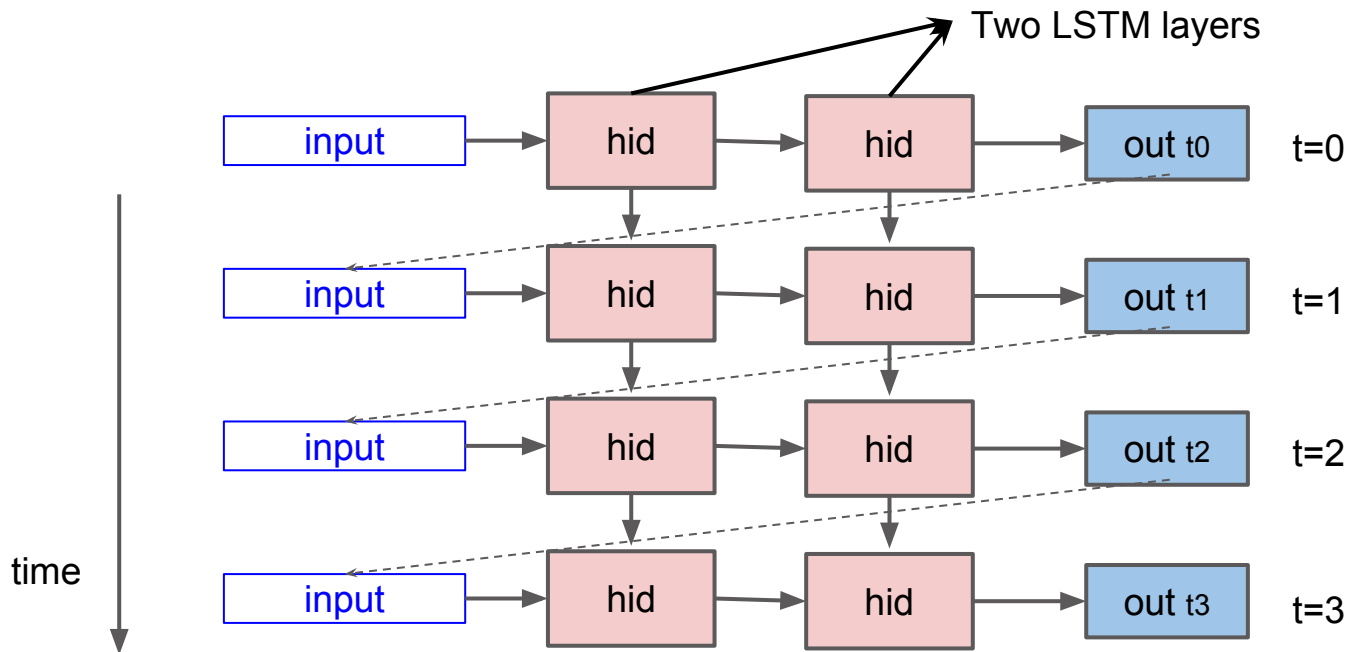 Two LSTM layers
input hid hid out t0 t=0
input hid hid out t1 t=1
input hid hid out t2 t=2
time
input hid hid out t3 t=3